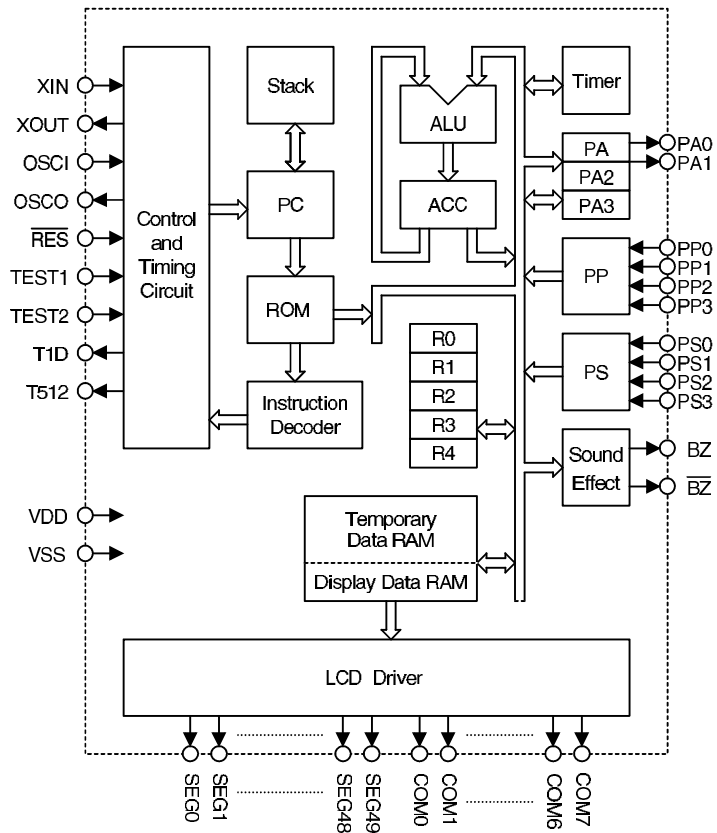 XIN
XOUT
OSCI
OSCO
RES
TEST1
TEST2
T1D
T512
VDD
VSS
Control
and
Timing
Circuit
Stack
PC
ROM
Instruction
Decoder
ALU
ACC
R0
R1
R2
R3
R4
Temporary
Data RAM
Display Data RAM
LCD Driver
Timer
PA
PA2
PA3
PP
PS
Sound
Effect
PA0
PA1
PP0
PP1
PP2
PP3
PS0
PS1
PS2
PS3
BZ
BZ
SEG0
SEG1
SEG48
SEG49
COM0
COM1
COM6
COM7